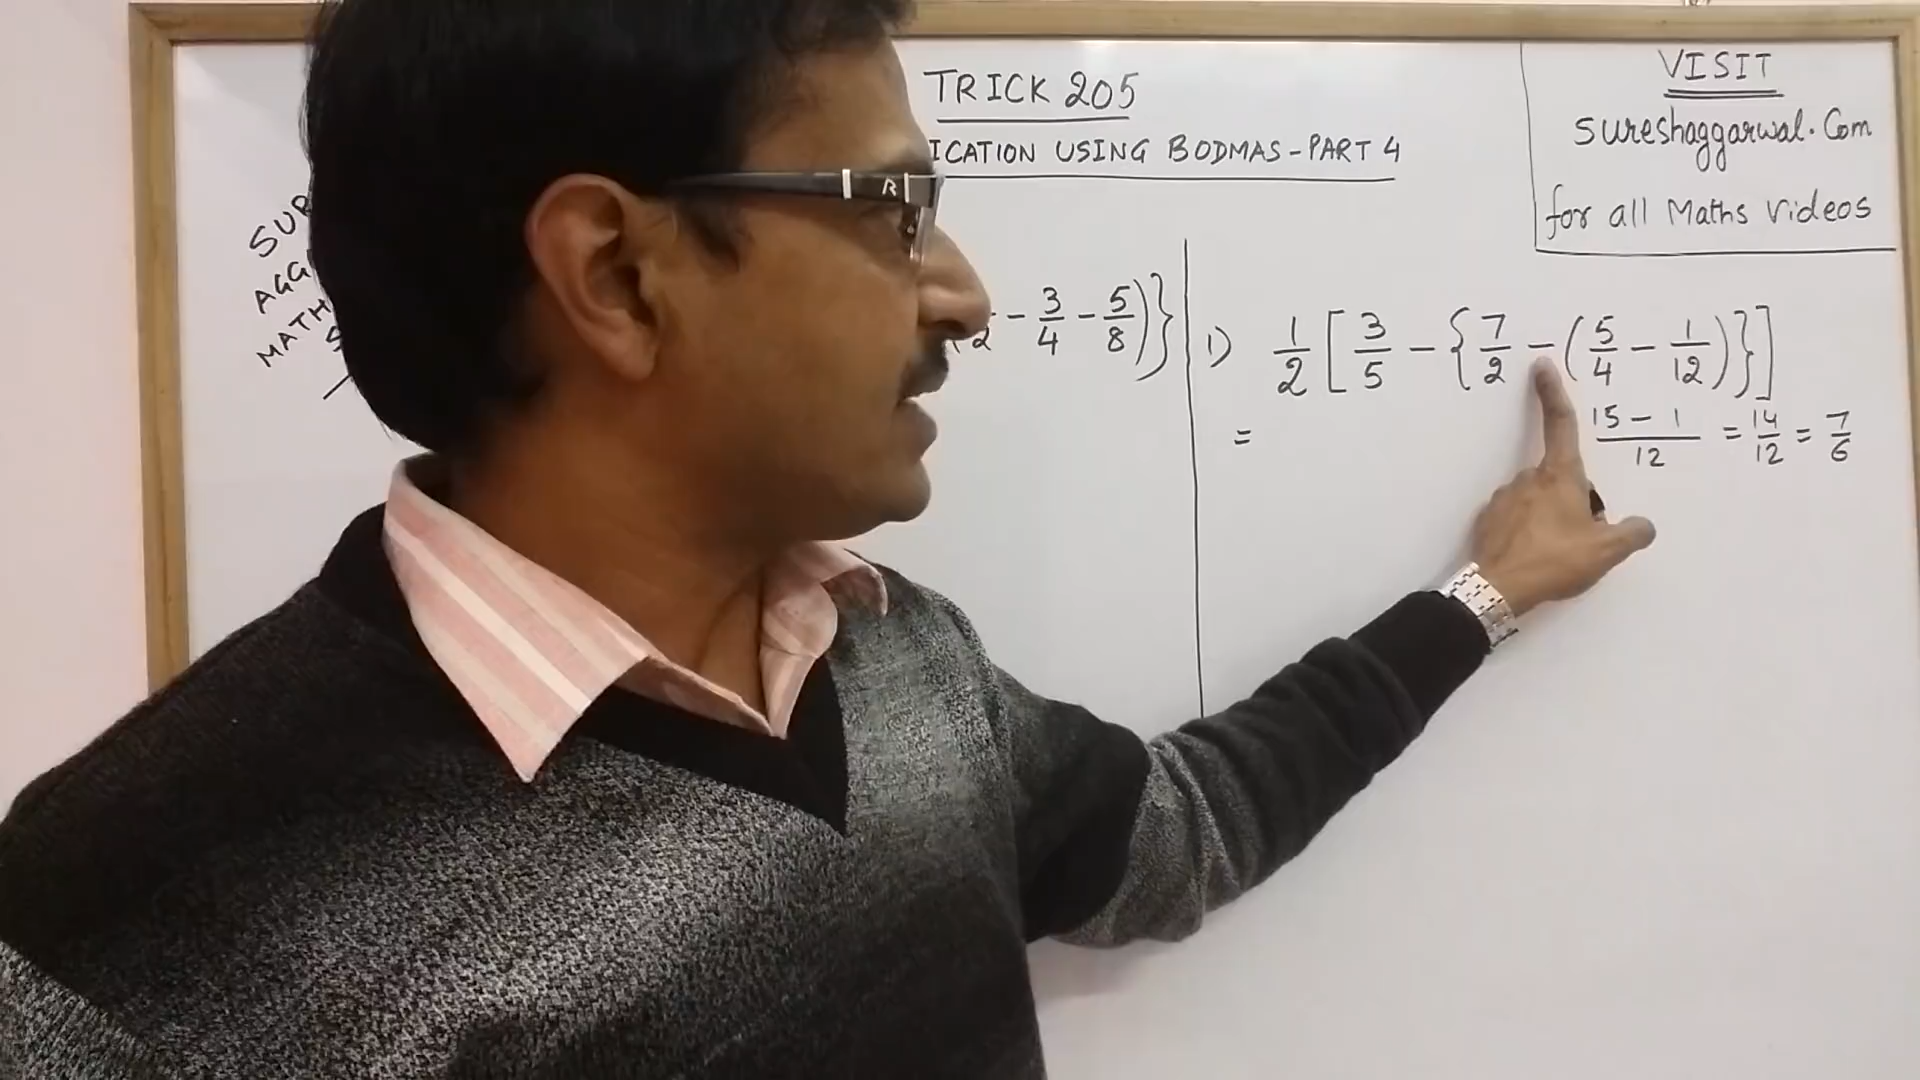 TRICK 205
ICATION USING BODMAS-PART 4
VISIT
sureshaggarwal.Com
for all Maths videos
SUR
AGG
MATH
S
2 - 3/4 - 5/8)}
1) 1/2 [3/5 - {7/2 - (5/4 - 1/12)}]
= 15 - 1/12 = 14/12 = 7/6
R